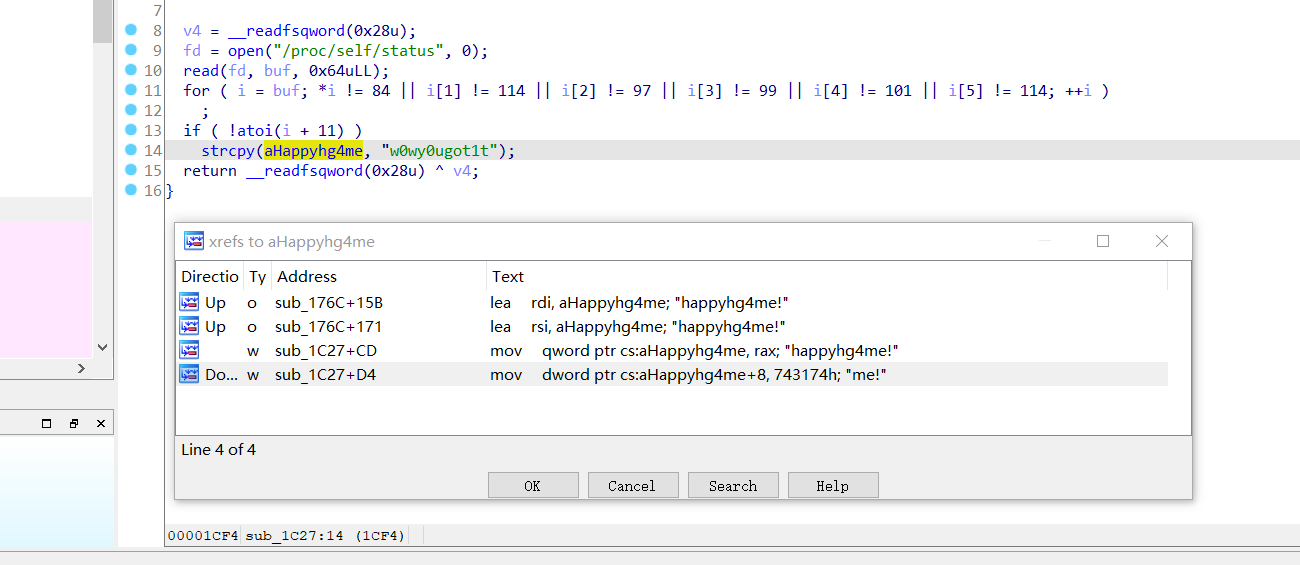 7
8 v4 = __readfsqword(0x28u);
9 fd = open("/proc/self/status", 0);
10 read(fd, buf, 0x64uLL);
11 for ( i = buf; *i != 84 || i[1] != 114 || i[2] != 97 || i[3] != 99 || i[4] != 101 || i[5] != 114; ++i )
12 ;
13 if ( !atoi(i + 11) )
14 strcpy(aHappyhg4me, "w0wy0ugot1t");
15 return __readfsqword(0x28u) ^ v4;
16 }
xrefs to aHappyhg4me
Directio Ty Address Text
Up o sub_176C+15B lea rdi, aHappyhg4me; "happyhg4me!"
Up o sub_176C+171 lea rsi, aHappyhg4me; "happyhg4me!"
w sub_1C27+CD mov qword ptr cs:aHappyhg4me, rax; "happyhg4me!"
Do... w sub_1C27+D4 mov dword ptr cs:aHappyhg4me+8, 743174h; "me!"
Line 4 of 4
OK Cancel Search Help
00001CF4 sub_1C27:14 (1CF4)